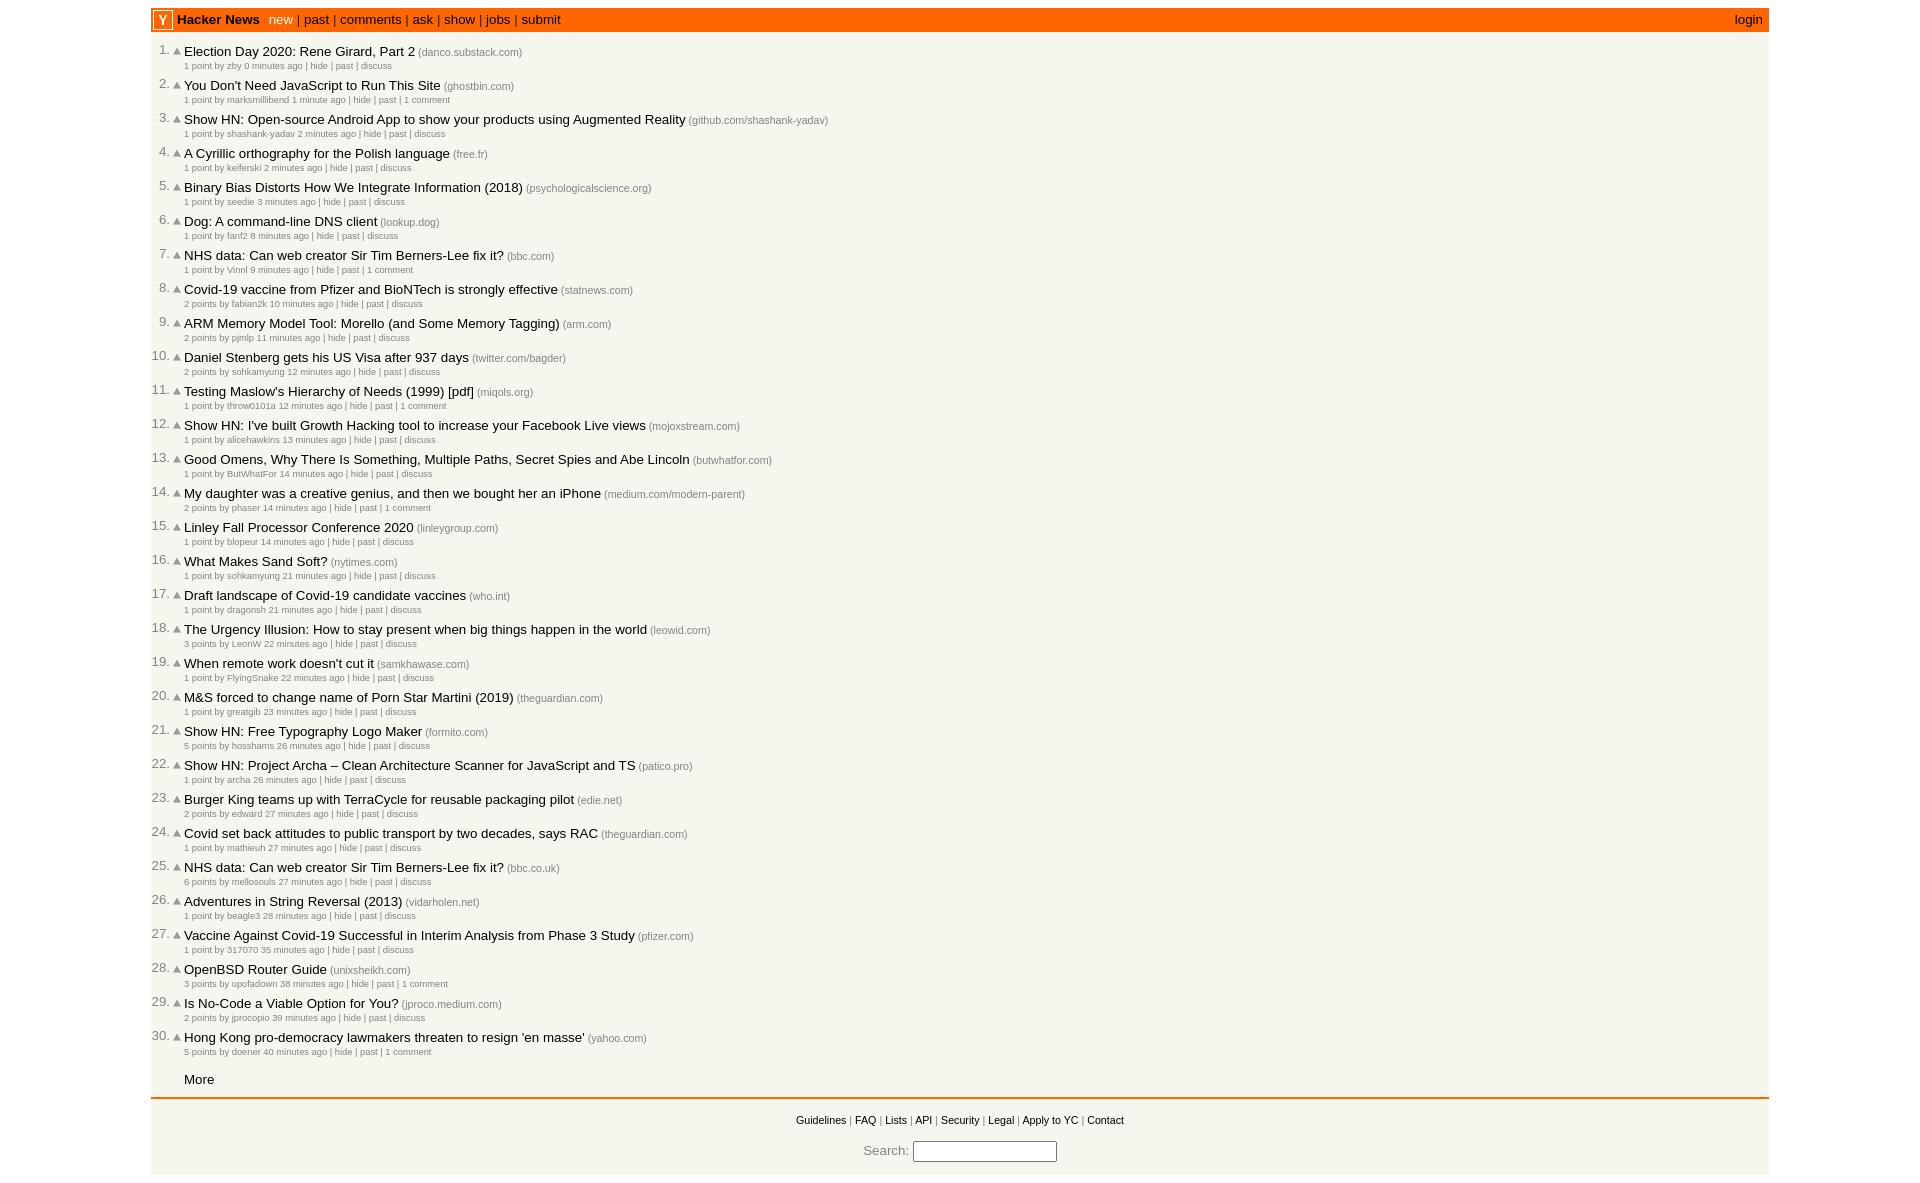 Y Hacker News new | past | comments | ask | show | jobs | submit login
1. Election Day 2020: Rene Girard, Part 2 (danco.substack.com)
1 point by zby 0 minutes ago | hide | past | discuss
2. You Don't Need JavaScript to Run This Site (ghostbin.com)
1 point by marksmillibend 1 minute ago | hide | past | 1 comment
3. Show HN: Open-source Android App to show your products using Augmented Reality (github.com/shashank-yadav)
1 point by shashank-yadav 2 minutes ago | hide | past | discuss
4. A Cyrillic orthography for the Polish language (free.fr)
1 point by keiferski 2 minutes ago | hide | past | discuss
5. Binary Bias Distorts How We Integrate Information (2018) (psychologicalscience.org)
1 point by seedie 3 minutes ago | hide | past | discuss
6. Dog: A command-line DNS client (lookup.dog)
1 point by fanf2 8 minutes ago | hide | past | discuss
7. NHS data: Can web creator Sir Tim Berners-Lee fix it? (bbc.com)
1 point by Vinnl 9 minutes ago | hide | past | 1 comment
8. Covid-19 vaccine from Pfizer and BioNTech is strongly effective (statnews.com)
2 points by fabian2k 10 minutes ago | hide | past | discuss
9. ARM Memory Model Tool: Morello (and Some Memory Tagging) (arm.com)
2 points by pjmlp 11 minutes ago | hide | past | discuss
10. Daniel Stenberg gets his US Visa after 937 days (twitter.com/bagder)
2 points by sohkamyung 12 minutes ago | hide | past | discuss
11. Testing Maslow's Hierarchy of Needs (1999) [pdf] (miqols.org)
1 point by throw0101a 12 minutes ago | hide | past | 1 comment
12. Show HN: I've built Growth Hacking tool to increase your Facebook Live views (mojoxstream.com)
1 point by alicehawkins 13 minutes ago | hide | past | discuss
13. Good Omens, Why There Is Something, Multiple Paths, Secret Spies and Abe Lincoln (butwhatfor.com)
1 point by ButWhatFor 14 minutes ago | hide | past | discuss
14. My daughter was a creative genius, and then we bought her an iPhone (medium.com/modern-parent)
2 points by phaser 14 minutes ago | hide | past | 1 comment
15. Linley Fall Processor Conference 2020 (linleygroup.com)
1 point by blopeur 14 minutes ago | hide | past | discuss
16. What Makes Sand Soft? (nytimes.com)
1 point by sohkamyung 21 minutes ago | hide | past | discuss
17. Draft landscape of Covid-19 candidate vaccines (who.int)
1 point by dragonsh 21 minutes ago | hide | past | discuss
18. The Urgency Illusion: How to stay present when big things happen in the world (leowid.com)
3 points by LeonW 22 minutes ago | hide | past | discuss
19. When remote work doesn't cut it (samkhawase.com)
1 point by FlyingSnake 22 minutes ago | hide | past | discuss
20. M&S forced to change name of Porn Star Martini (2019) (theguardian.com)
1 point by greatgib 23 minutes ago | hide | past | discuss
21. Show HN: Free Typography Logo Maker (formito.com)
5 points by hosshams 26 minutes ago | hide | past | discuss
22. Show HN: Project Archa – Clean Architecture Scanner for JavaScript and TS (patico.pro)
1 point by archa 26 minutes ago | hide | past | discuss
23. Burger King teams up with TerraCycle for reusable packaging pilot (edie.net)
2 points by edward 27 minutes ago | hide | past | discuss
24. Covid set back attitudes to public transport by two decades, says RAC (theguardian.com)
1 point by mathieuh 27 minutes ago | hide | past | discuss
25. NHS data: Can web creator Sir Tim Berners-Lee fix it? (bbc.co.uk)
6 points by mellosouls 27 minutes ago | hide | past | discuss
26. Adventures in String Reversal (2013) (vidarholen.net)
1 point by beagle3 28 minutes ago | hide | past | discuss
27. Vaccine Against Covid-19 Successful in Interim Analysis from Phase 3 Study (pfizer.com)
1 point by 317070 35 minutes ago | hide | past | discuss
28. OpenBSD Router Guide (unixsheikh.com)
3 points by upofadown 38 minutes ago | hide | past | 1 comment
29. Is No-Code a Viable Option for You? (jproco.medium.com)
2 points by jprocopio 39 minutes ago | hide | past | discuss
30. Hong Kong pro-democracy lawmakers threaten to resign 'en masse' (yahoo.com)
5 points by doener 40 minutes ago | hide | past | 1 comment
More
Guidelines | FAQ | Lists | API | Security | Legal | Apply to YC | Contact
Search: